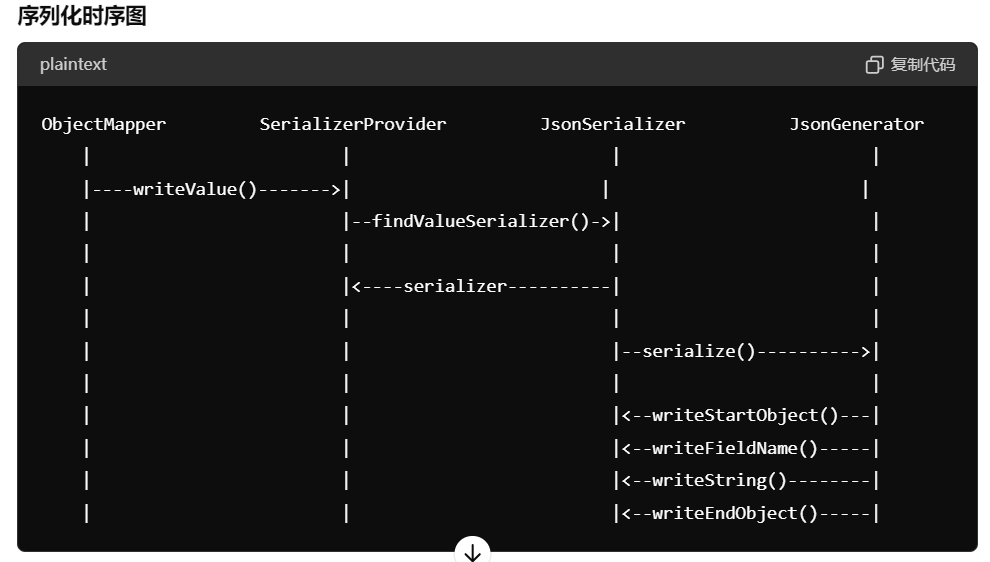 序列化时序图
plaintext 复制代码
ObjectMapper         SerializerProvider         JsonSerializer          JsonGenerator
    |                        |                         |                        |
    |----writeValue()------->|                        |                        |
    |                        |--findValueSerializer()->|                        |
    |                        |                         |                        |
    |                        |<----serializer----------|                        |
    |                        |                         |                        |
    |                        |                         |--serialize()---------->|
    |                        |                         |                        |
    |                        |                         |<--writeStartObject()---|
    |                        |                         |<--writeFieldName()-----|
    |                        |                         |<--writeString()--------|
    |                        |                         |<--writeEndObject()-----|